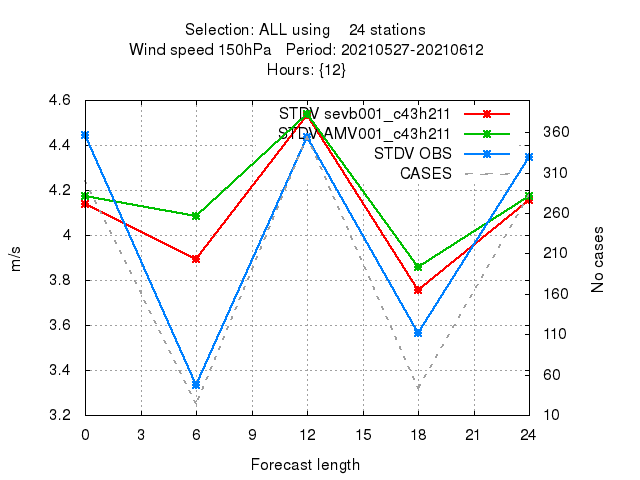 Selection: ALL using    24 stations
Wind speed 150hPa   Period: 20210527-20210612
Hours: {12}
STDV sevb001_c43h211
STDV AMV001_c43h211
STDV OBS
CASES
4.6
4.4
4.2
4
3.8
3.6
3.4
3.2
m/s
360
310
260
210
160
110
60
10
No cases
0 3 6 9 12 15 18 21 24
Forecast length